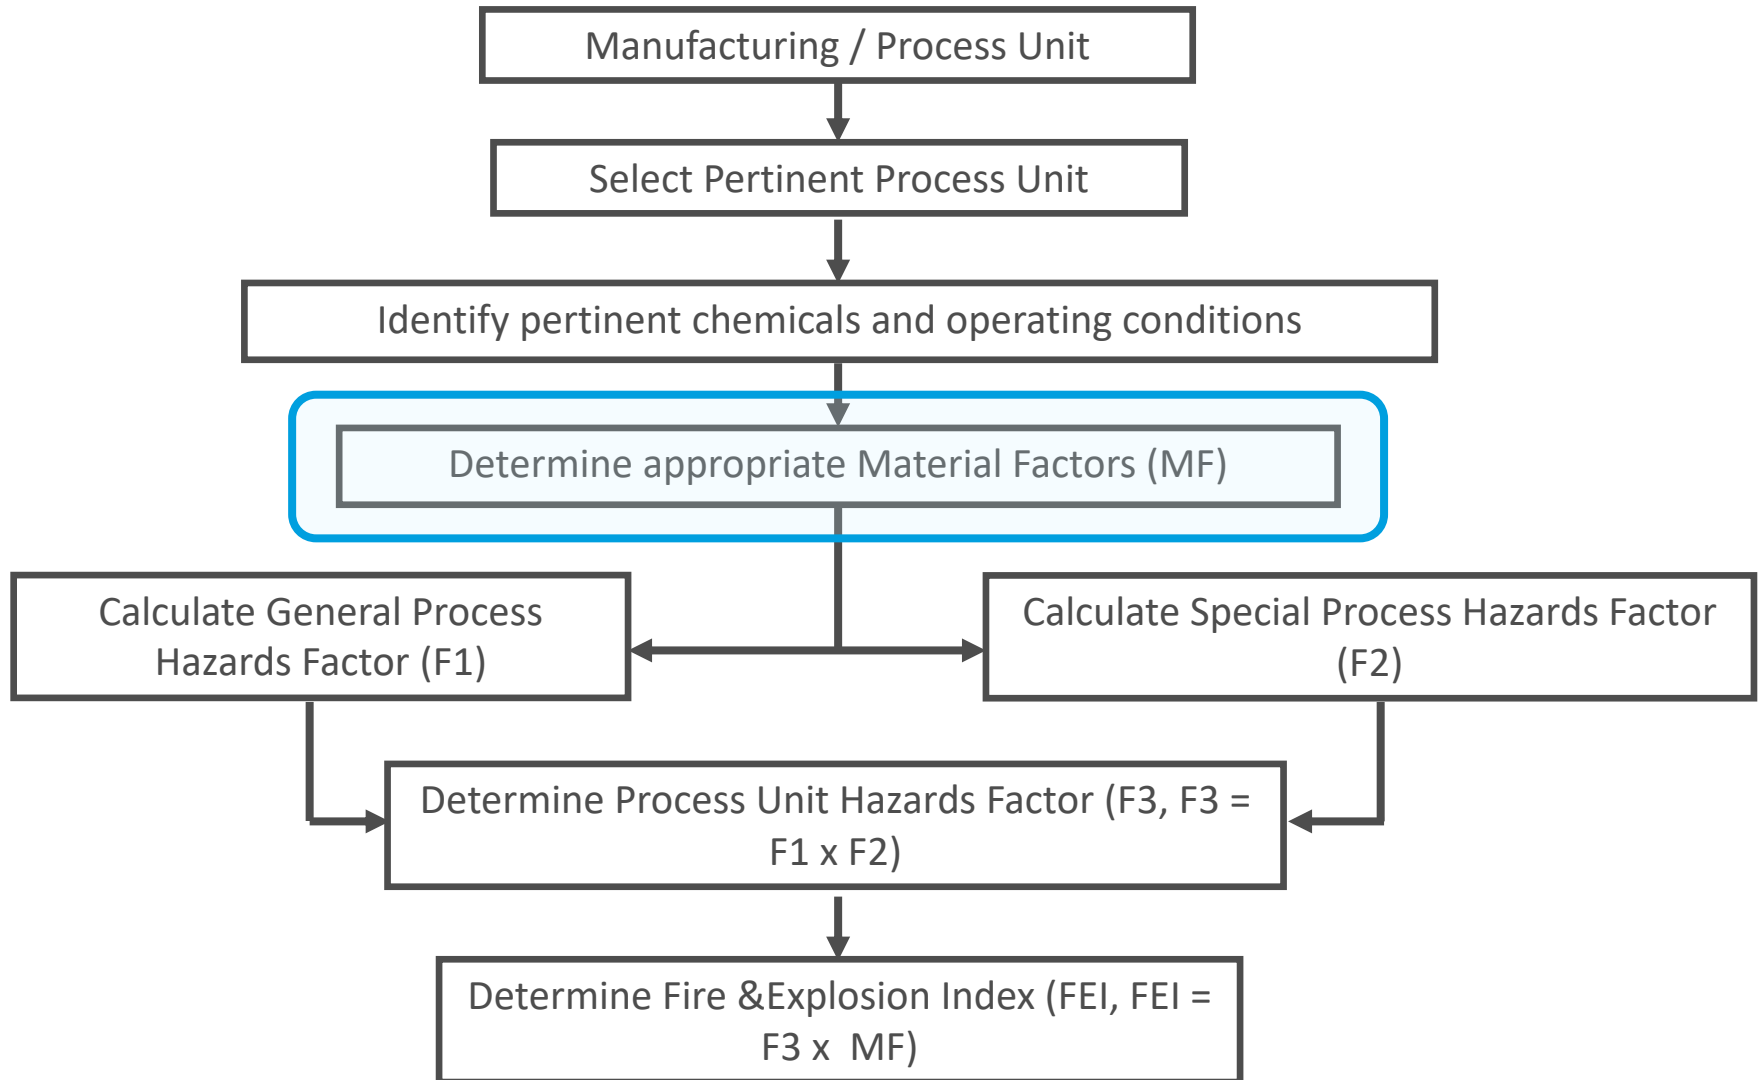 Manufacturing / Process Unit
Select Pertinent Process Unit
Identify pertinent chemicals and operating conditions
Determine appropriate Material Factors (MF)
Calculate General Process
Hazards Factor (F1)
Calculate Special Process Hazards Factor
(F2)
Determine Process Unit Hazards Factor (F3, F3 =
F1 x F2)
Determine Fire &Explosion Index (FEI, FEI =
F3 x  MF)